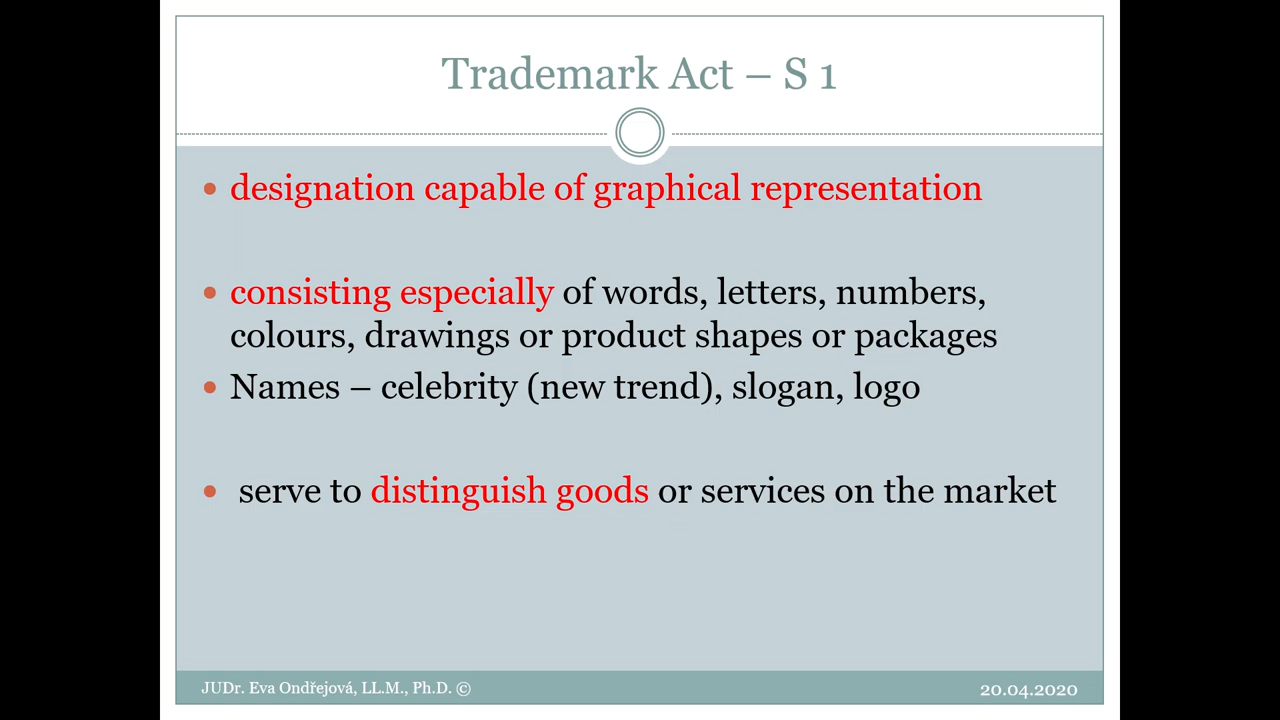 Trademark Act – S 1
• designation capable of graphical representation
• consisting especially of words, letters, numbers,
colours, drawings or product shapes or packages
• Names – celebrity (new trend), slogan, logo
• serve to distinguish goods or services on the market
JUDr. Eva Ondřejová, LL.M., Ph.D. ©
20.04.2020